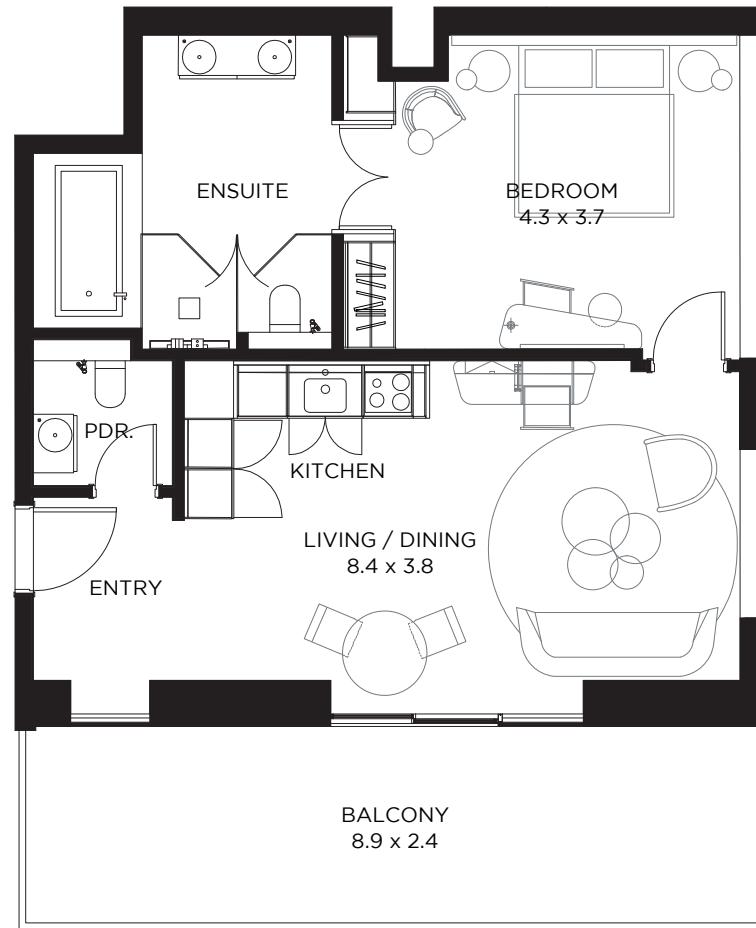 ENSUITE
BEDROOM
4.3 x 3.7
PDR.
KITCHEN
LIVING / DINING
8.4 x 3.8
ENTRY
BALCONY
8.9 x 2.4